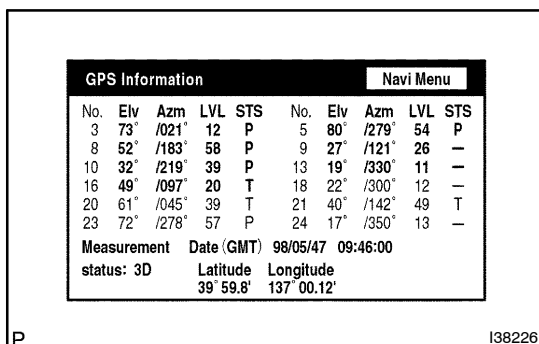 GPS Information Navi Menu
No. Elv Azm LVL STS No. Elv Azm LVL STS
3 73° /021° 12 P 5 80° /279° 54 P
8 52° /183° 58 P 9 27° /121° 26 –
10 32° /219° 39 P 13 19° /330° 11 –
16 49° /097° 20 T 18 22° /300° 12 –
20 61° /045° 39 T 21 40° /142° 49 T
23 72° /278° 57 P 24 17° /350° 13 –
Measurement Date (GMT) 98/05/47 09:46:00
status: 3D Latitude Longitude
39° 59.8' 137° 00.12'
P I38226